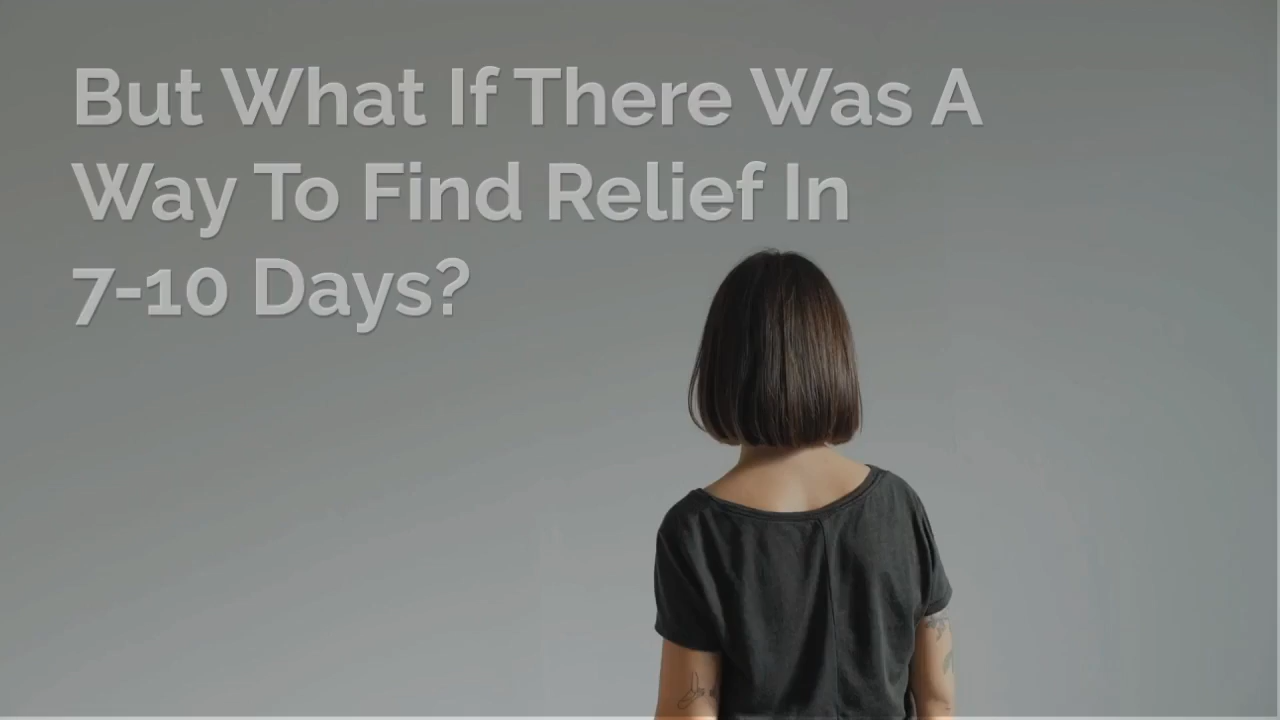 But What If There Was A
Way To Find Relief In
7-10 Days?